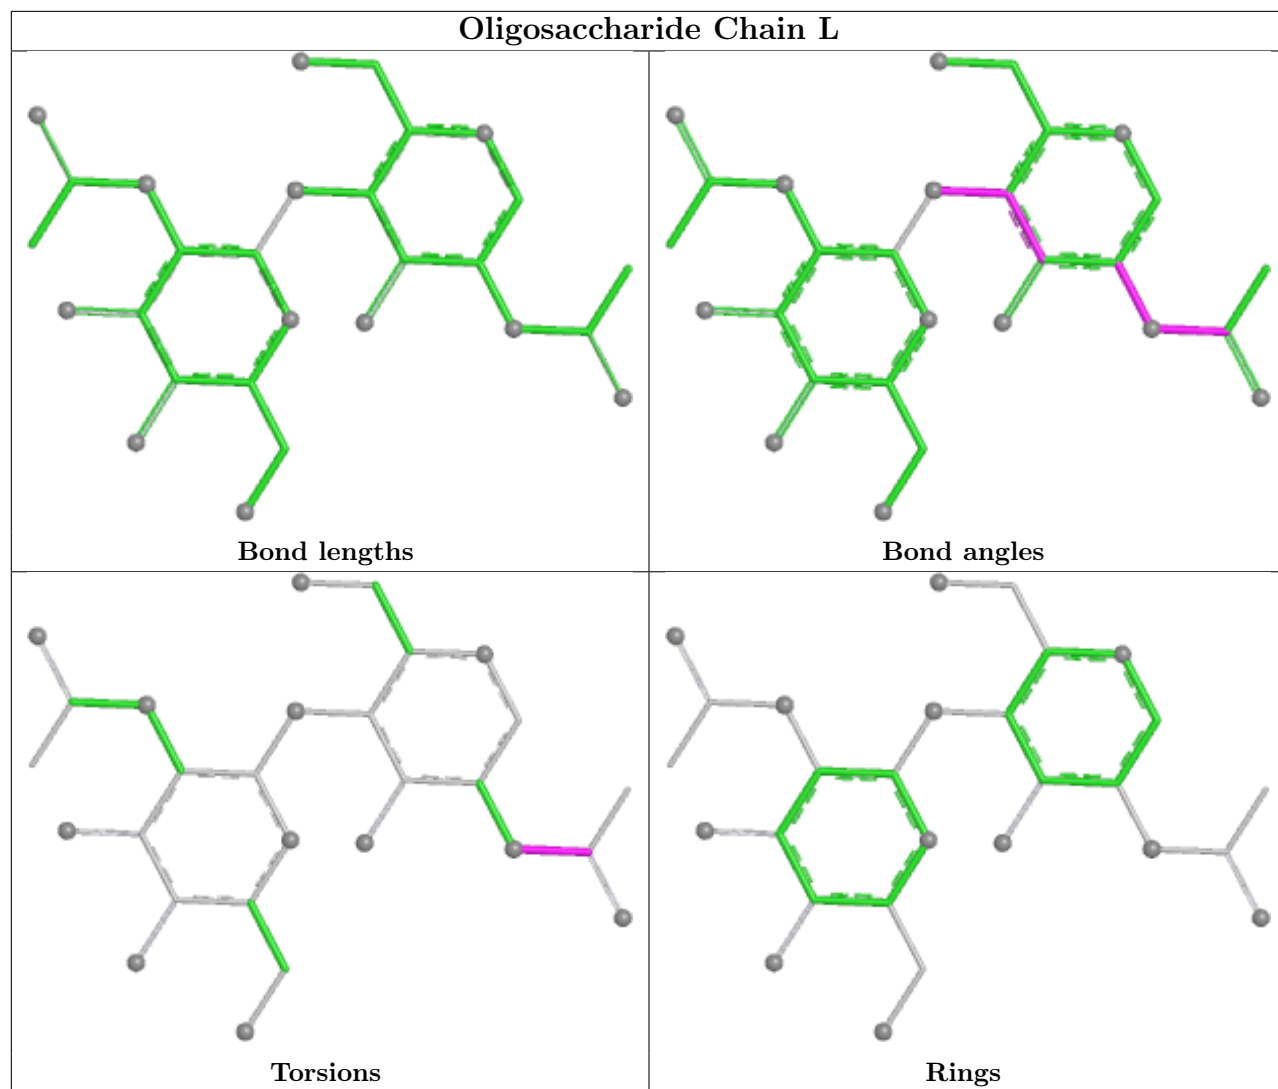 Oligosaccharide Chain L
Bond lengths
Bond angles
Torsions
Rings